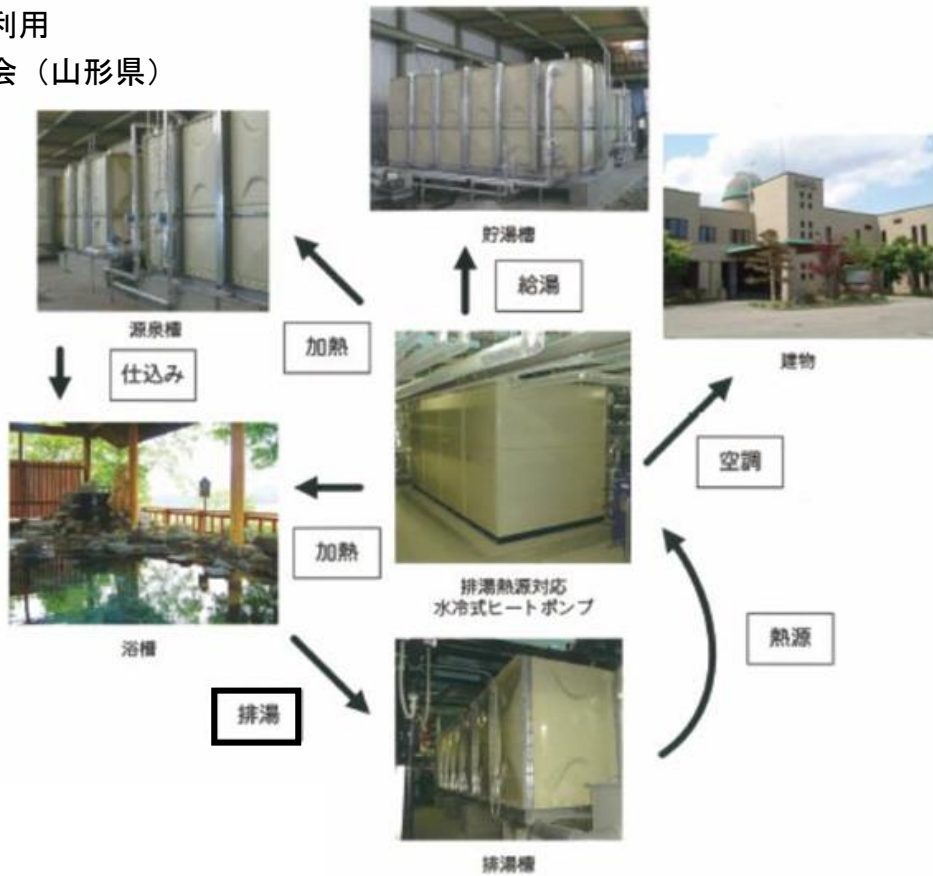 利用
会（山形県）
貯湯槽
給湯
源泉槽
加熱
建物
仕込み
空調
加熱
排湯熱源対応
水冷式ヒートポンプ
浴槽
熱源
排湯
排湯槽